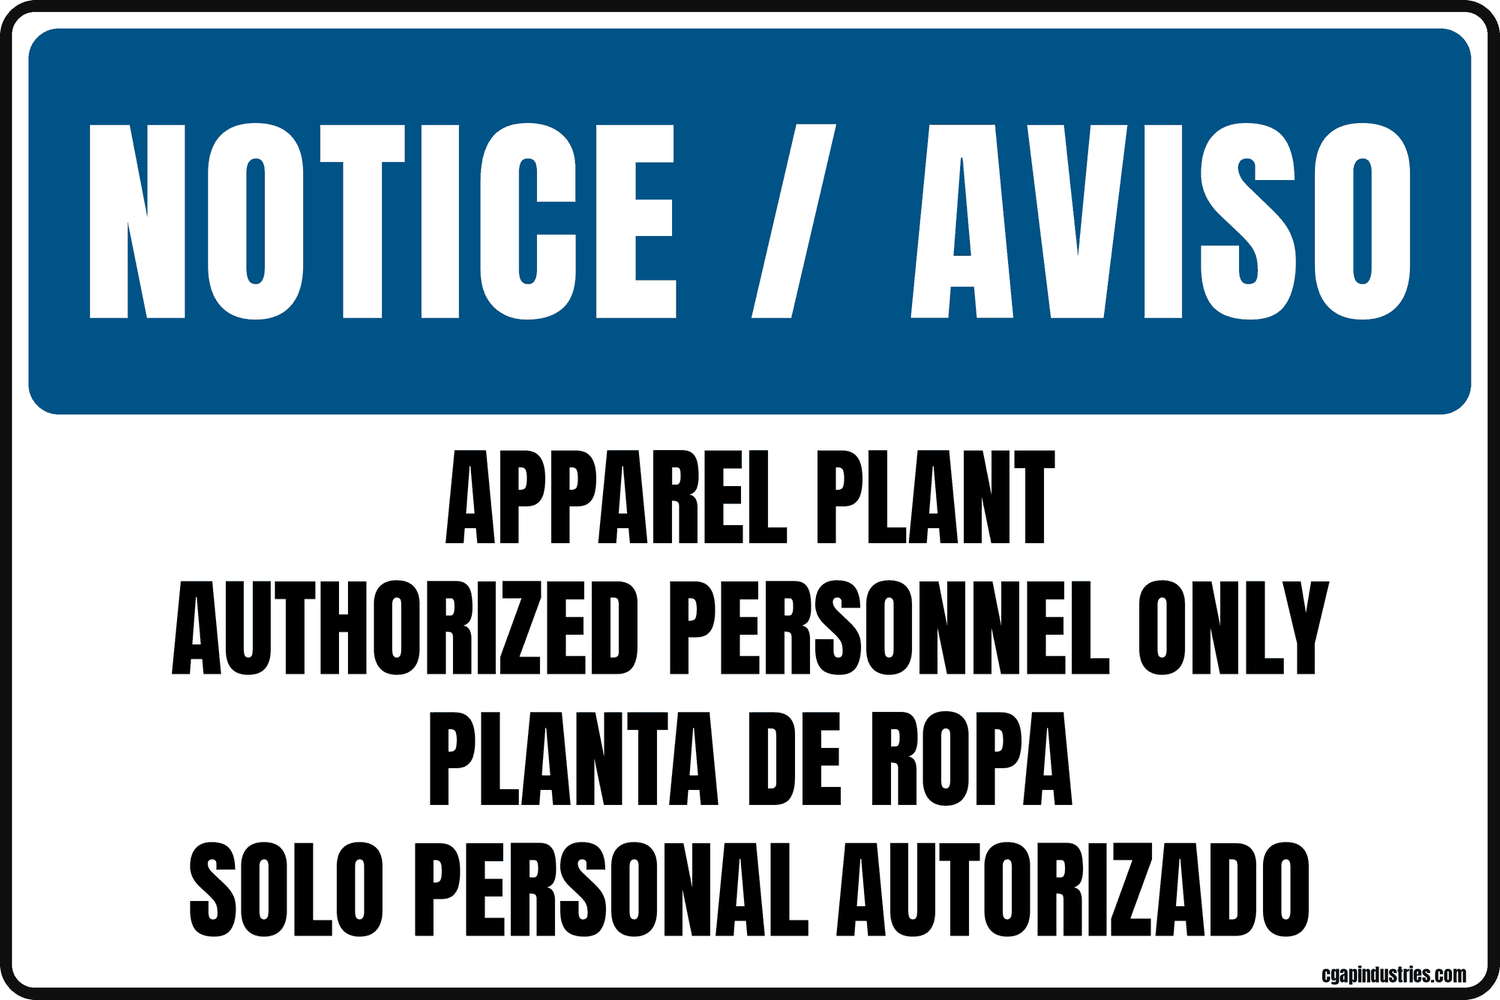 NOTICE / AVISO
APPAREL PLANT
AUTHORIZED PERSONNEL ONLY
PLANTA DE ROPA
SOLO PERSONAL AUTORIZADO
cgapindustries.com